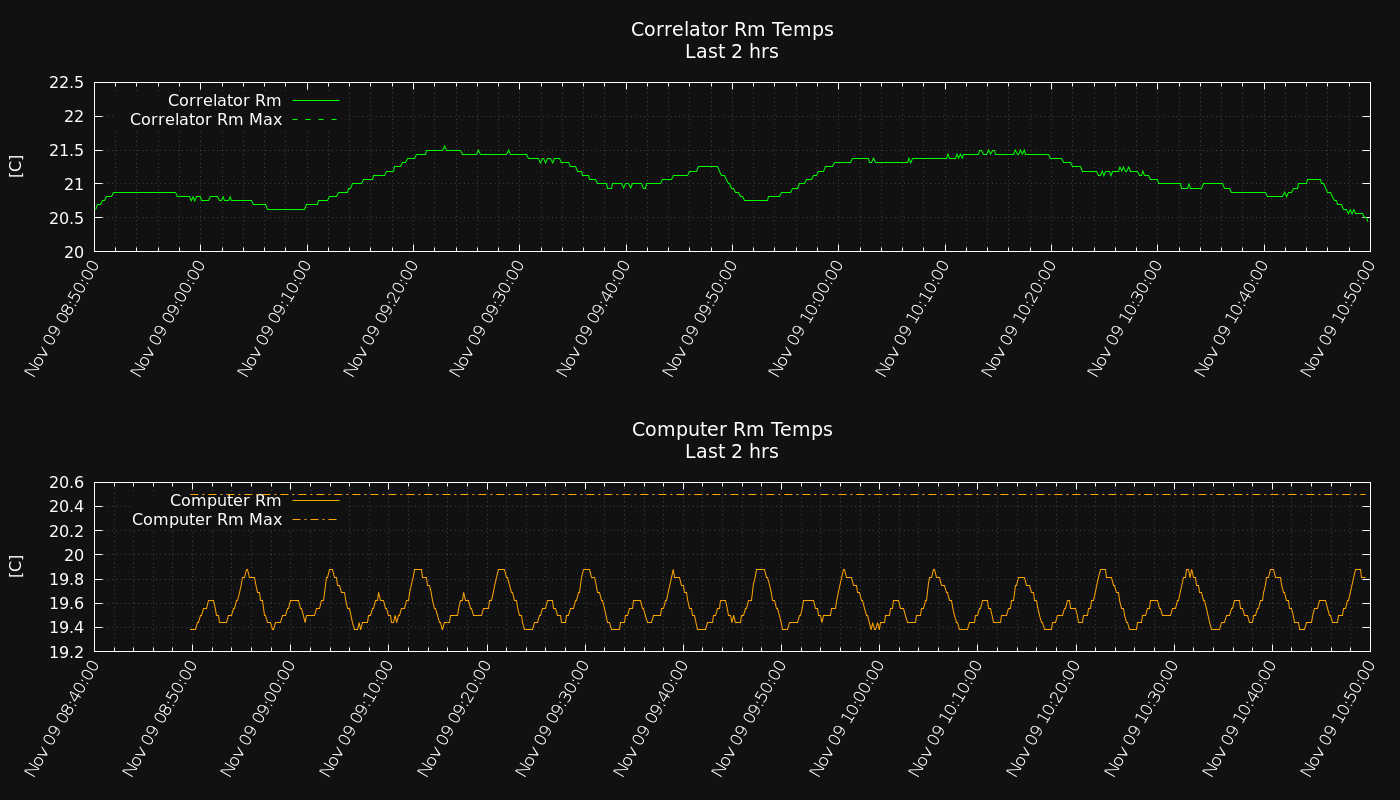 Correlator Rm Temps
Last 2 hrs
22.5
22
21.5
21
20.5
20
[C]
Correlator Rm
Correlator Rm Max
Nov 09 08:50:00
Nov 09 09:00:00
Nov 09 09:10:00
Nov 09 09:20:00
Nov 09 09:30:00
Nov 09 09:40:00
Nov 09 09:50:00
Nov 09 10:00:00
Nov 09 10:10:00
Nov 09 10:20:00
Nov 09 10:30:00
Nov 09 10:40:00
Nov 09 10:50:00
Computer Rm Temps
Last 2 hrs
20.6
20.4
20.2
20
19.8
19.6
19.4
19.2
[C]
Computer Rm
Computer Rm Max
Nov 09 08:40:00
Nov 09 08:50:00
Nov 09 09:00:00
Nov 09 09:10:00
Nov 09 09:20:00
Nov 09 09:30:00
Nov 09 09:40:00
Nov 09 09:50:00
Nov 09 10:00:00
Nov 09 10:10:00
Nov 09 10:20:00
Nov 09 10:30:00
Nov 09 10:40:00
Nov 09 10:50:00